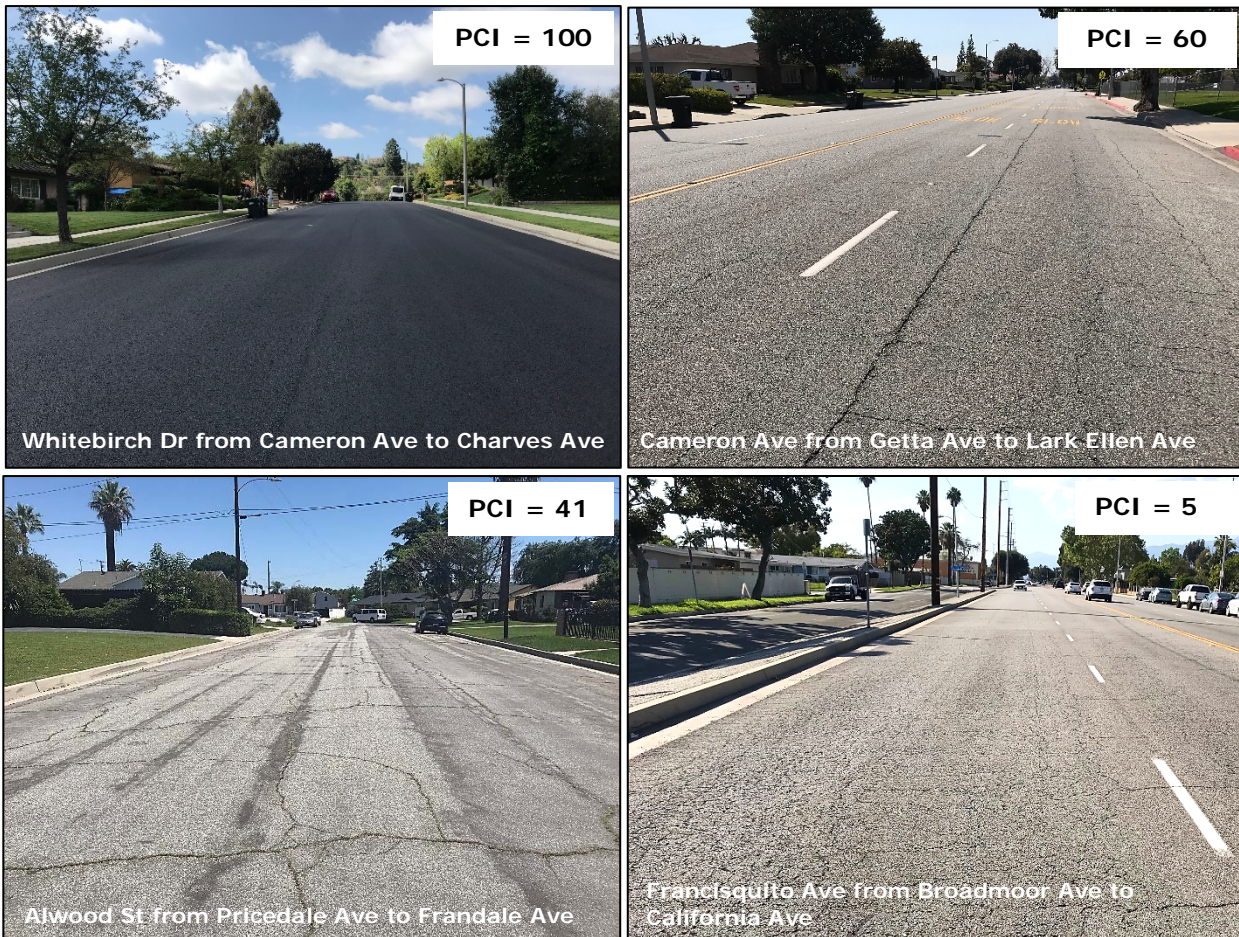 PCI = 100
Whitebirch Dr from Cameron Ave to Charves Ave
PCI = 60
SLOW
Cameron Ave from Getta Ave to Lark Ellen Ave
PCI = 41
Alwood St from Pricedale Ave to Frandale Ave
PCI = 5
Francisquito Ave from Broadmoor Ave to
California Ave